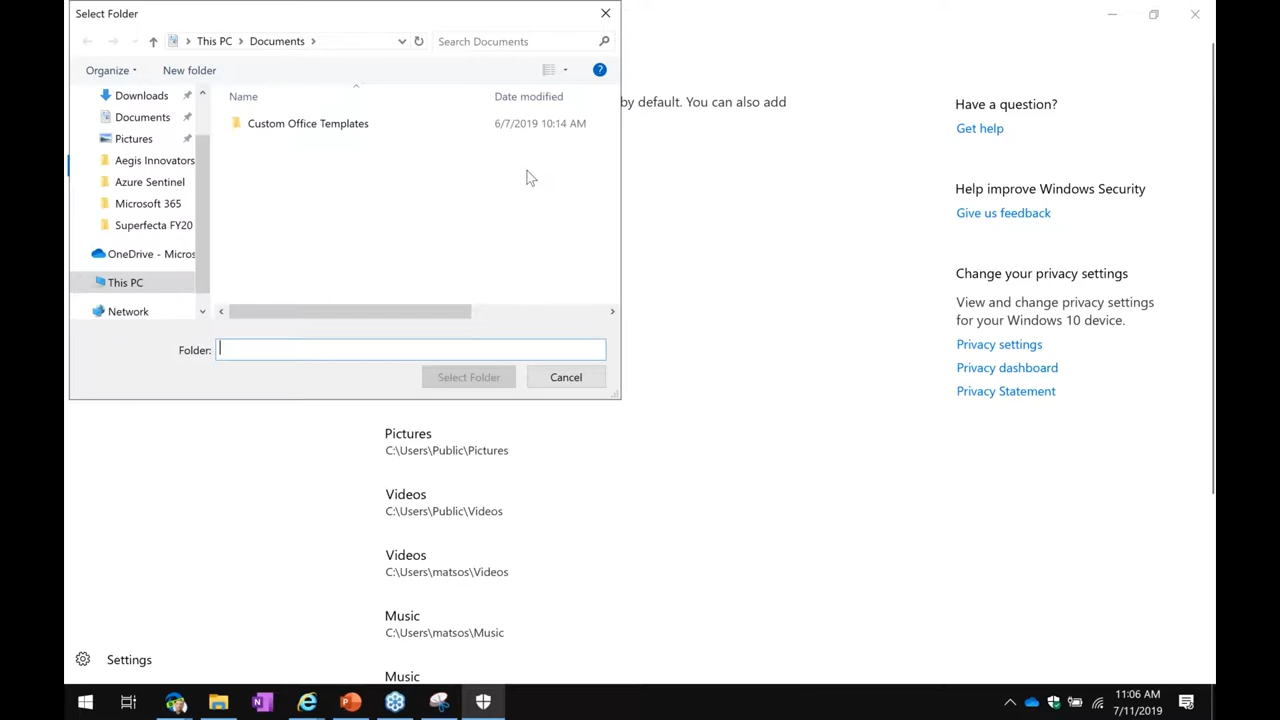 Select Folder
This PC
Documents
Search Documents
Organize
New folder
?
Name
Date modified
Downloads
Documents
Pictures
Aegis Innovators
Azure Sentinel
Microsoft 365
Superfecta FY20
OneDrive - Micros
This PC
Network
Custom Office Templates
6/7/2019 10:14 AM
Folder:
Select Folder
Cancel
by default. You can also add
Pictures
C:\Users\Public\Pictures
Videos
C:\Users\Public\Videos
Videos
C:\Users\matsos\Videos
Music
C:\Users\matsos\Music
Music
Settings
Have a question?
Get help
Help improve Windows Security
Give us feedback
Change your privacy settings
View and change privacy settings
for your Windows 10 device.
Privacy settings
Privacy dashboard
Privacy Statement
11:06 AM
7/11/2019